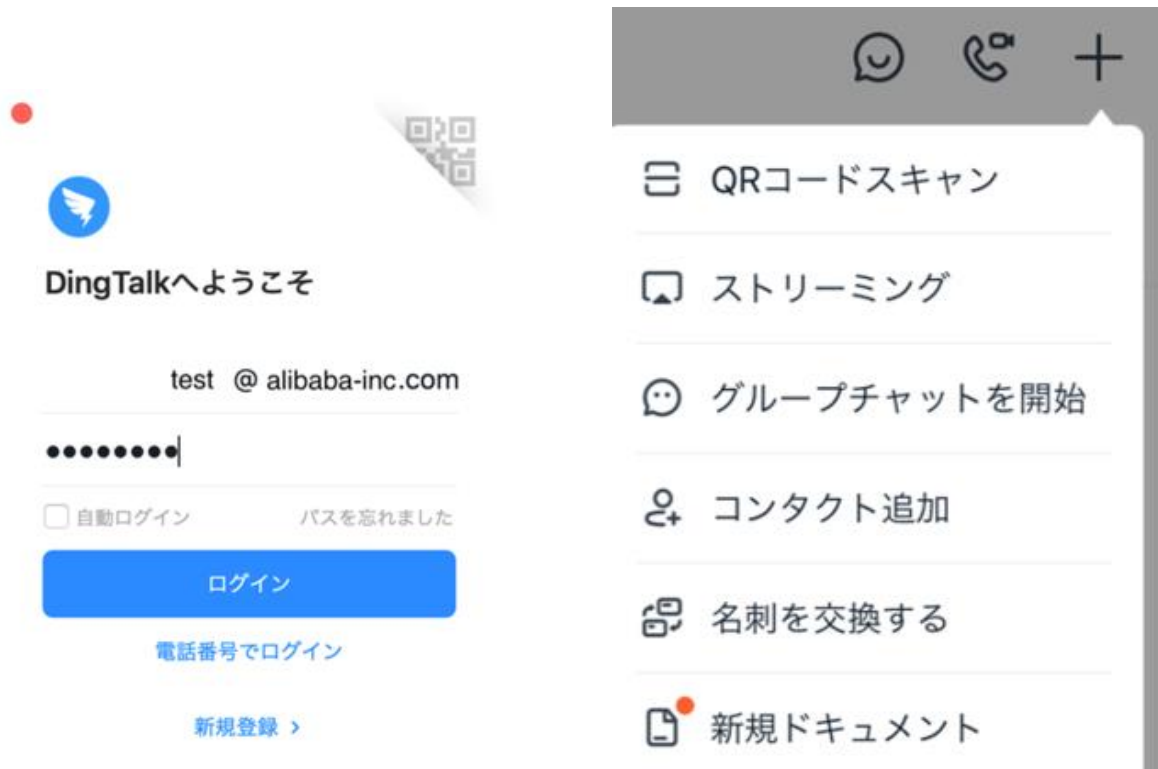 DingTalkへようこそ
test @ alibaba-inc.com
••••••••
自動ログイン パスを忘れました
ログイン
電話番号でログイン
新規登録 >
QRコードスキャン
ストリーミング
グループチャットを開始
コンタクト追加
名刺を交換する
新規ドキュメント